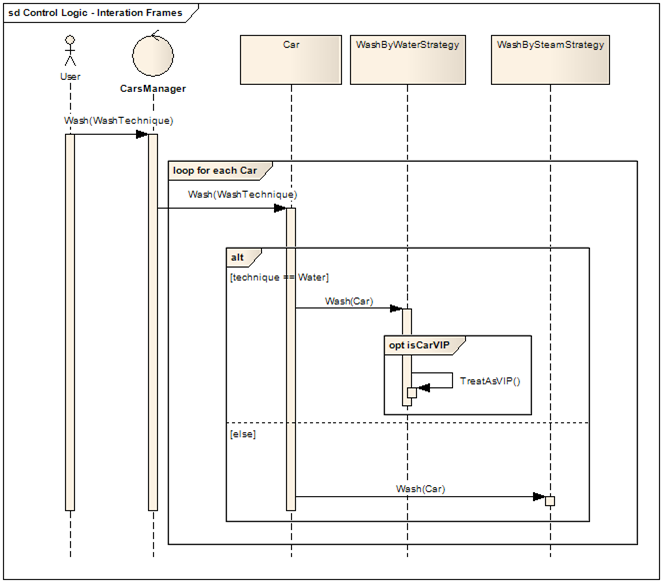 sd Control Logic - Interation Frames
User
CarsManager
Car
WashByWaterStrategy
WashBySteamStrategy
Wash(WashTechnique)
loop for each Car
Wash(WashTechnique)
alt
[technique == Water]
Wash(Car)
opt isCarVIP
TreatAsVIP()
[else]
Wash(Car)